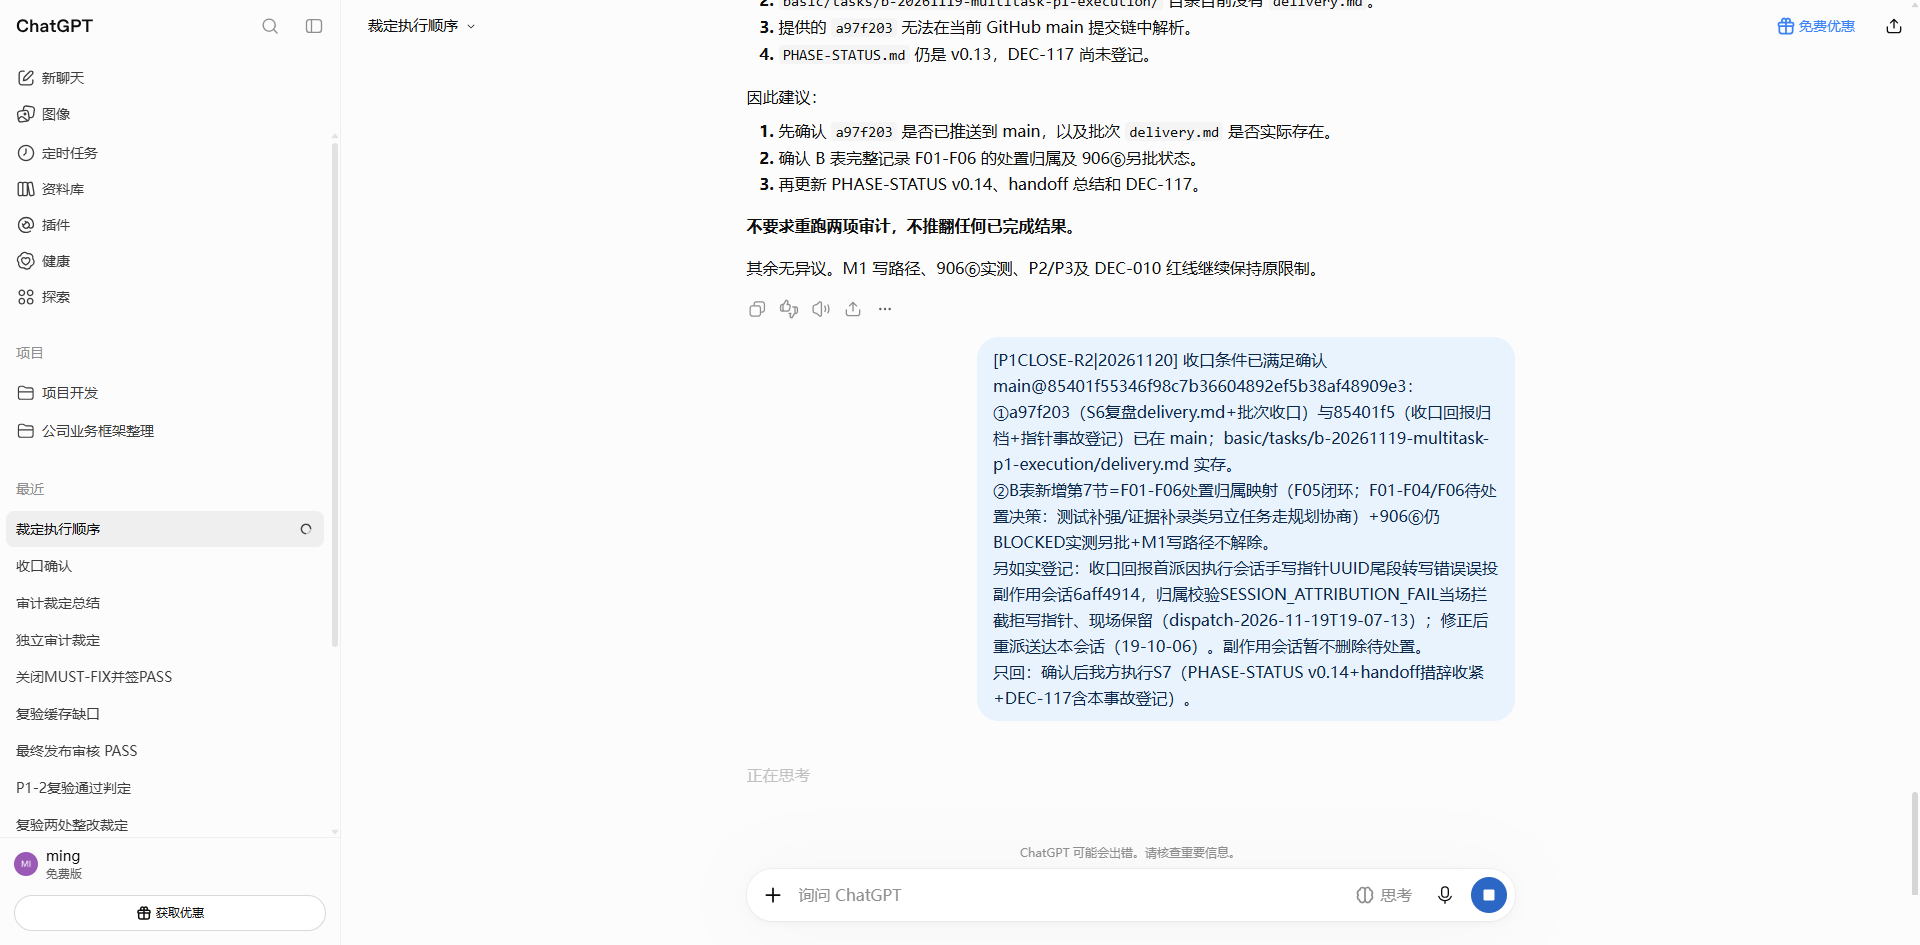 ChatGPT
新聊天
图像
定时任务
资料库
插件
健康
探索
项目
项目开发
公司业务框架整理
最近
裁定执行顺序
收口确认
审计裁定总结
独立审计裁定
关闭MUST-FIX并签PASS
复验缓存缺口
最终发布审核 PASS
P1-2复验通过判定
复验两处整改裁定
MI
ming
免费版
获取优惠
裁定执行顺序
免费优惠
2. basic/tasks/b-20261119-multitask-p1-execution/ 目录目前没有 delivery.md。
3. 提供的 a97f203 无法在当前 GitHub main 提交链中解析。
4. PHASE-STATUS.md 仍是 v0.13，DEC-117 尚未登记。
因此建议：
1. 先确认 a97f203 是否已推送到 main，以及批次 delivery.md 是否实际存在。
2. 确认 B 表完整记录 F01-F06 的处置归属及 906⑥另批状态。
3. 再更新 PHASE-STATUS v0.14、handoff 总结和 DEC-117。
不要求重跑两项审计，不推翻任何已完成结果。
其余无异议。M1 写路径、906⑥实测、P2/P3及 DEC-010 红线继续保持原限制。
[P1CLOSE-R2|20261120] 收口条件已满足确认
main@85401f55346f98c7b36604892ef5b38af48909e3：
①a97f203（S6复盘delivery.md+批次收口）与85401f5（收口回报归
档+指针事故登记）已在 main；basic/tasks/b-20261119-multitask-
p1-execution/delivery.md 实存。
②B表新增第7节=F01-F06处置归属映射（F05闭环；F01-F04/F06待处
置决策：测试补强/证据补录类另立任务走规划协商）+906⑥仍
BLOCKED实测另批+M1写路径不解除。
另如实登记：收口回报首派因执行会话手写指针UUID尾段转写错误误投
副作用会话6aff4914，归属校验SESSION_ATTRIBUTION_FAIL当场拦
截拒写指针、现场保留（dispatch-2026-11-19T19-07-13）；修正后
重派送达本会话（19-10-06）。副作用会话暂不删除待处置。
只回：确认后我方执行S7（PHASE-STATUS v0.14+handoff措辞收紧
+DEC-117含本事故登记）。
正在思考
ChatGPT 可能会出错。请核查重要信息。
询问 ChatGPT
思考